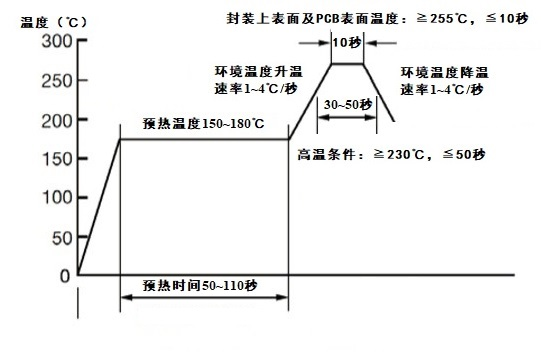 封装上表面及PCB表面温度：≧255℃，≦10秒
温度（℃）
300
10秒
250
环境温度升温
速率1~4℃/秒
环境温度降温
速率1~4℃/秒
30~50秒
200
预热温度150~180℃
高温条件：≧230℃，≦50秒
150
100
50
0
预热时间50~110秒